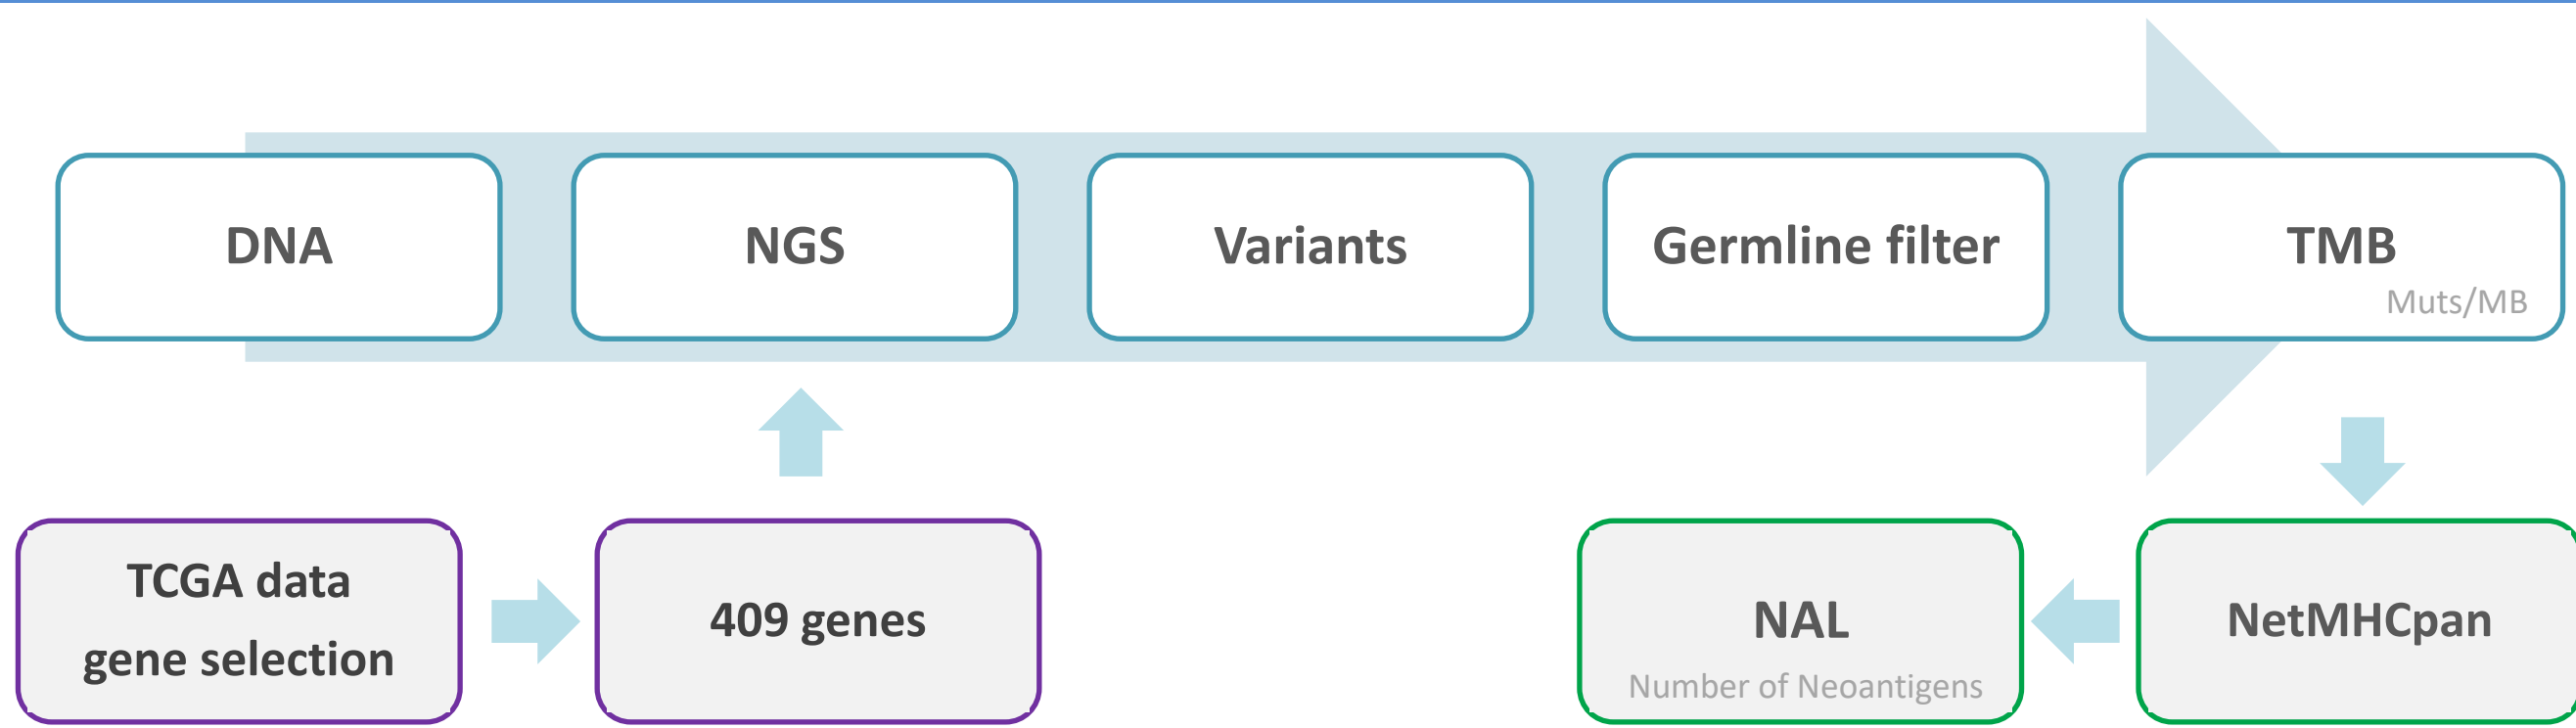 DNA
NGS
Variants
Germline filter
TMB
Muts/MB
TCGA data
gene selection
409 genes
NAL
Number of Neoantigens
NetMHCpan